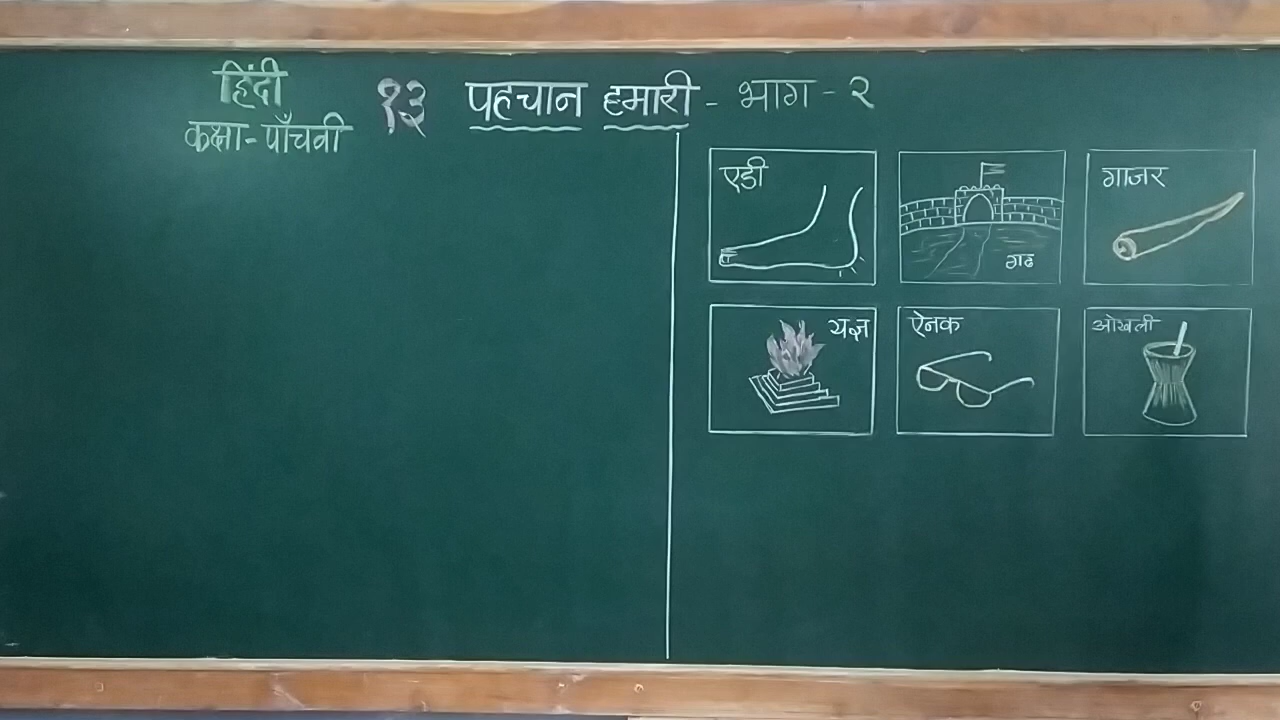 हिंदी
कक्षा-पाँचवी
१३ पहचान हमारी - भाग - २
एडी
गढ
गाजर
यज्ञ
ऐनक
ओखली